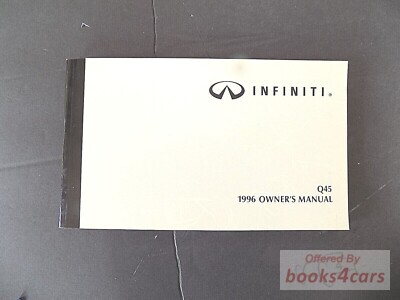 INFINITI®
Q45
1996 OWNER'S MANUAL
Offered By
books4cars